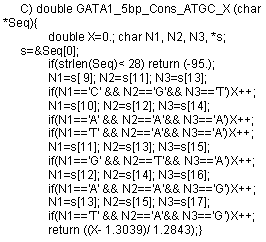 C) double GATA1_5bp_Cons_ATGC_X (char
*Seq){
double X=0.; char N1, N2, N3, *s;
s=&Seq[0];
if(strlen(Seq)< 28) return (-95.);
N1=s[ 9]; N2=s[11]; N3=s[13];
if(N1=='C' && N2=='G'&& N3=='T')X++;
N1=s[10]; N2=s[12]; N3=s[14];
if(N1=='A' && N2=='A'&& N3=='A')X++;
if(N1=='T' && N2=='A'&& N3=='A')X++;
N1=s[11]; N2=s[13]; N3=s[15];
if(N1=='G' && N2=='T'&& N3=='A')X++;
N1=s[12]; N2=s[14]; N3=s[16];
if(N1=='A' && N2=='A'&& N3=='G')X++;
N1=s[13]; N2=s[15]; N3=s[17];
if(N1=='T' && N2=='A'&& N3=='G')X++;
return ((X- 1.3039)/ 1.2843);}